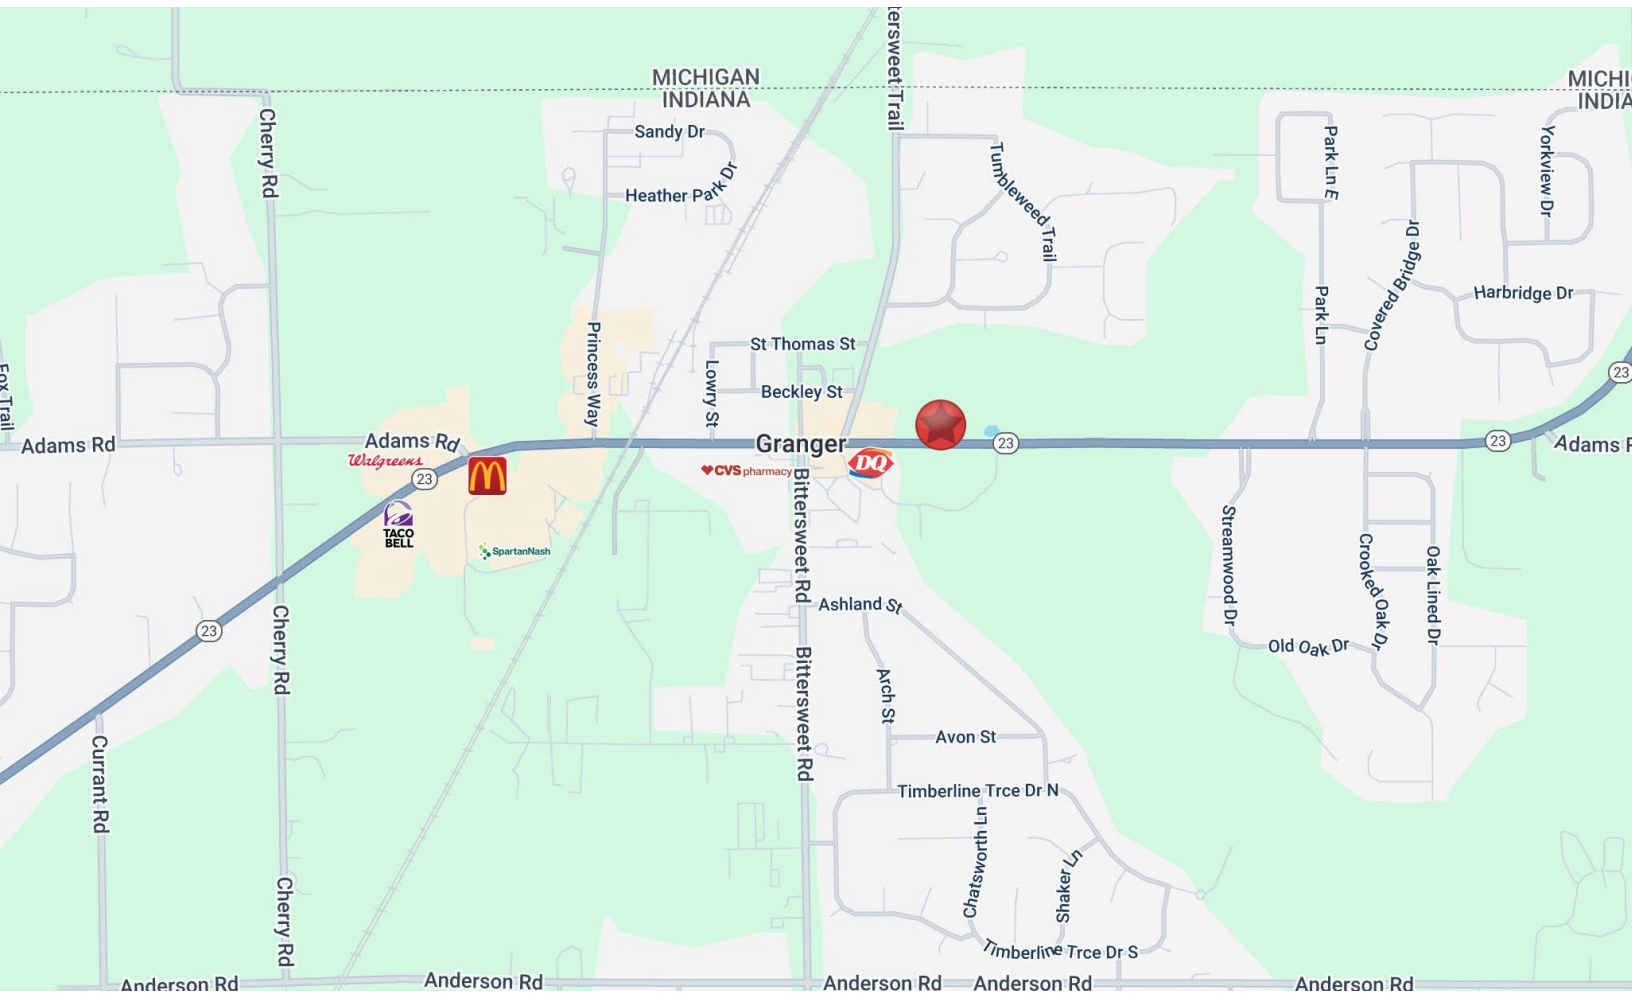 tersweet Trail
MICHIGAN
INDIANA
MICHI
INDIA
Cherry Rd
Sandy Dr
Heather Park Dr
Tumbleweed Trail
Park Ln E
Yorkview Dr
Covered Bridge Dr
Harbridge Dr
Park Ln
Princess Way
St Thomas St
Lowry St
Beckley St
Fox Trail
23
Adams Rd
Adams Rd
Granger
23
23
Adams R
Walgreens
23
CVS pharmacy
DQ
TACO
BELL
SpartanNash
Bittersweet Rd
Streamwood Dr
Crooked Oak Dr
Oak Lined Dr
Ashland St
23
Cherry Rd
Old Oak Dr
Bittersweet Rd
Arch St
Avon St
Currant Rd
Timberline Trce Dr N
Chatsworth Ln
Shaker Ln
Cherry Rd
Timberline Trce Dr S
Anderson Rd
Anderson Rd
Anderson Rd
Anderson Rd
Anderson Rd